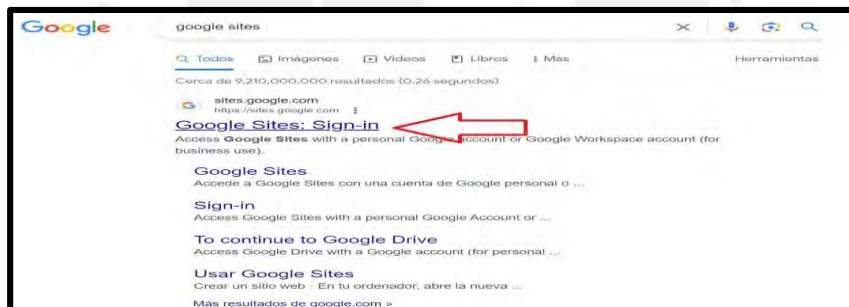 Google google sites
Todos Imágenes Videos Libros Más Herramientas
Cerca de 9,210,000,000 resultados (0.26 segundos)
sites.google.com
https://sites.google.com
Google Sites: Sign-in
Access Google Sites with a personal Google account or Google Workspace account (for
business use).
Google Sites
Accede a Google Sites con una cuenta de Google personal o ...
Sign-in
Access Google Sites with a personal Google Account or ...
To continue to Google Drive
Access Google Drive with a Google account (for personal ...
Usar Google Sites
Crear un sitio web · En tu ordenador, abre la nueva ...
Más resultados de google.com »